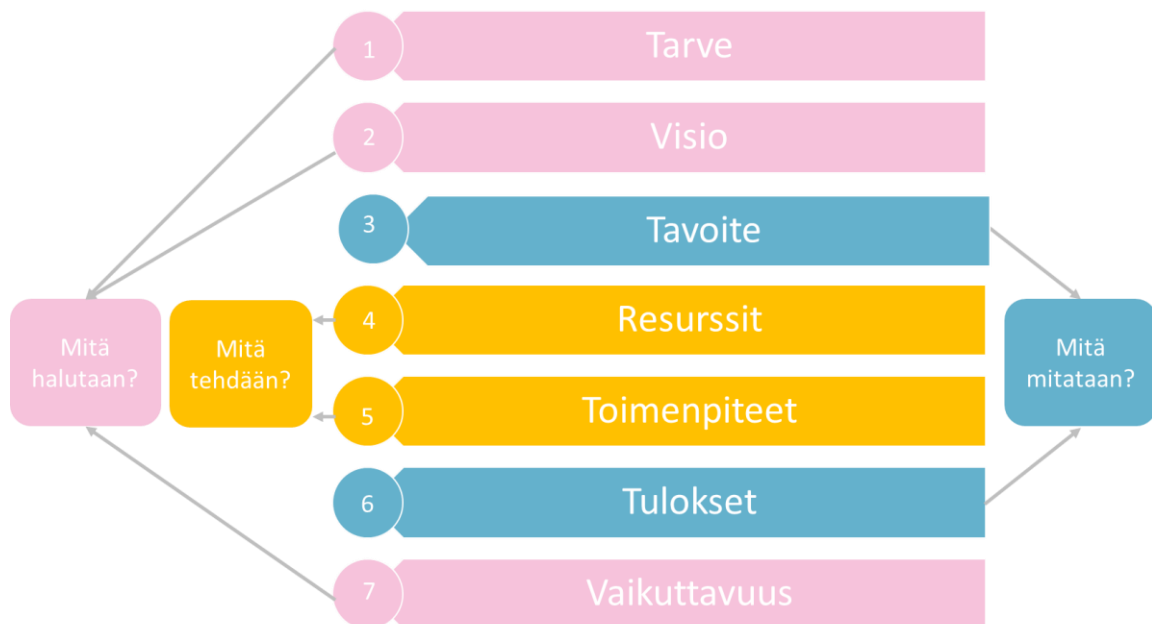 1
Tarve
2
Visio
3
Tavoite
4
Resurssit
5
Toimenpiteet
6
Tulokset
7
Vaikuttavuus
Mitä
halutaan?
Mitä
tehdään?
Mitä
mitataan?